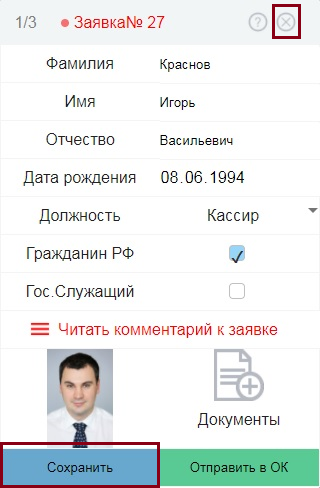 1/3 Заявка№ 27 ?
Фамилия Краснов
Имя Игорь
Отчество Васильевич
Дата рождения 08.06.1994
Должность Кассир
Гражданин РФ
Гос.Служащий
Читать комментарий к заявке
Документы
Сохранить Отправить в ОК